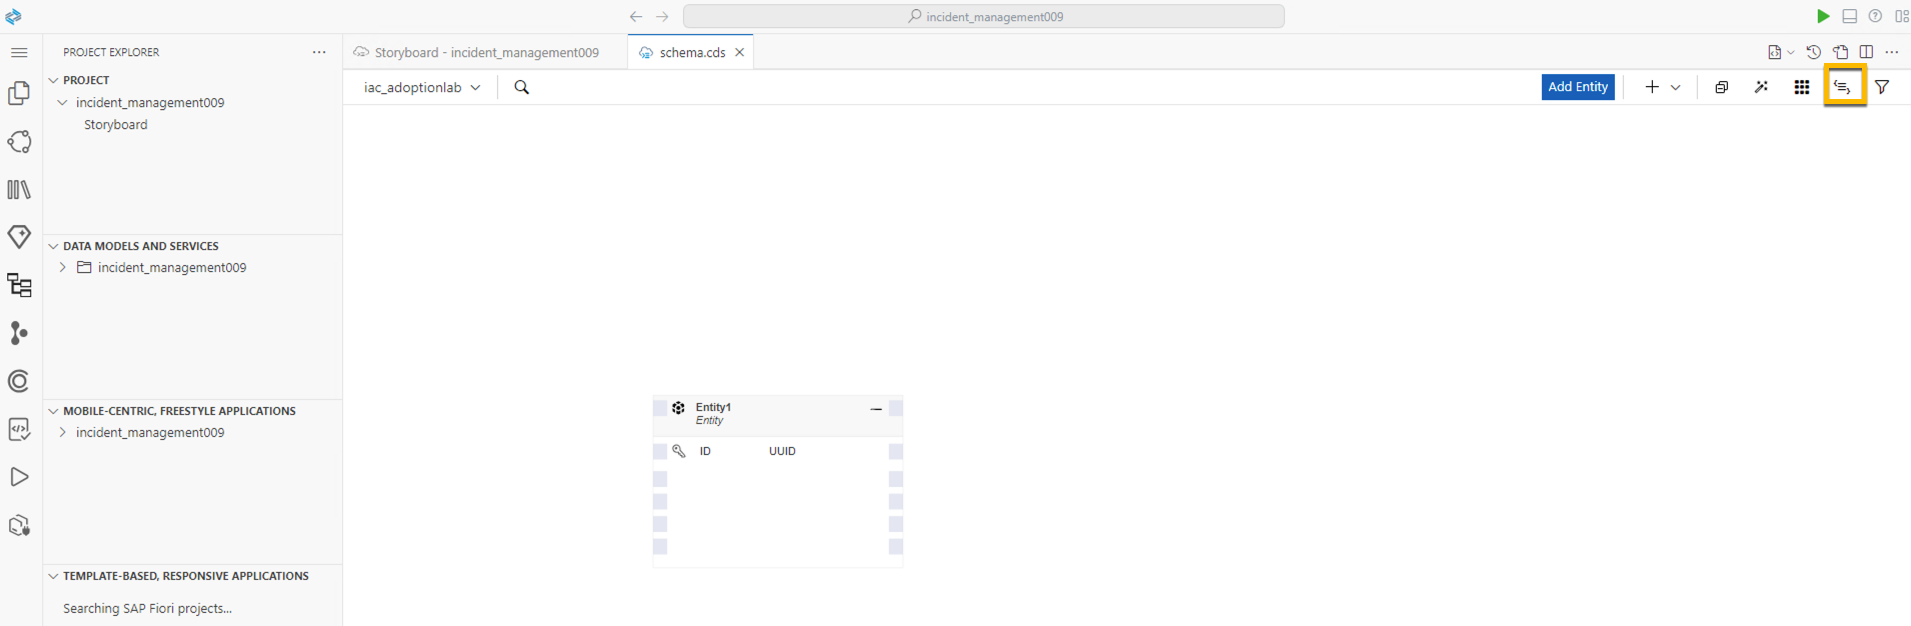 incident_management009
PROJECT EXPLORER
Storyboard - incident_management009
schema.cds
PROJECT
incident_management009
Storyboard
iac_adoptionlab
Add Entity
DATA MODELS AND SERVICES
incident_management009
Entity1
Entity
ID UUID
MOBILE-CENTRIC, FREESTYLE APPLICATIONS
incident_management009
TEMPLATE-BASED, RESPONSIVE APPLICATIONS
Searching SAP Fiori projects...